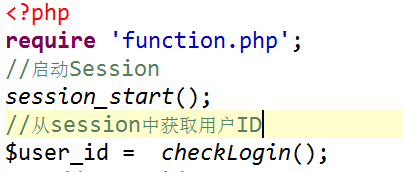 <?php
require 'function.php';
//启动Session
session_start();
//从session中获取用户ID
$user_id =  checkLogin();